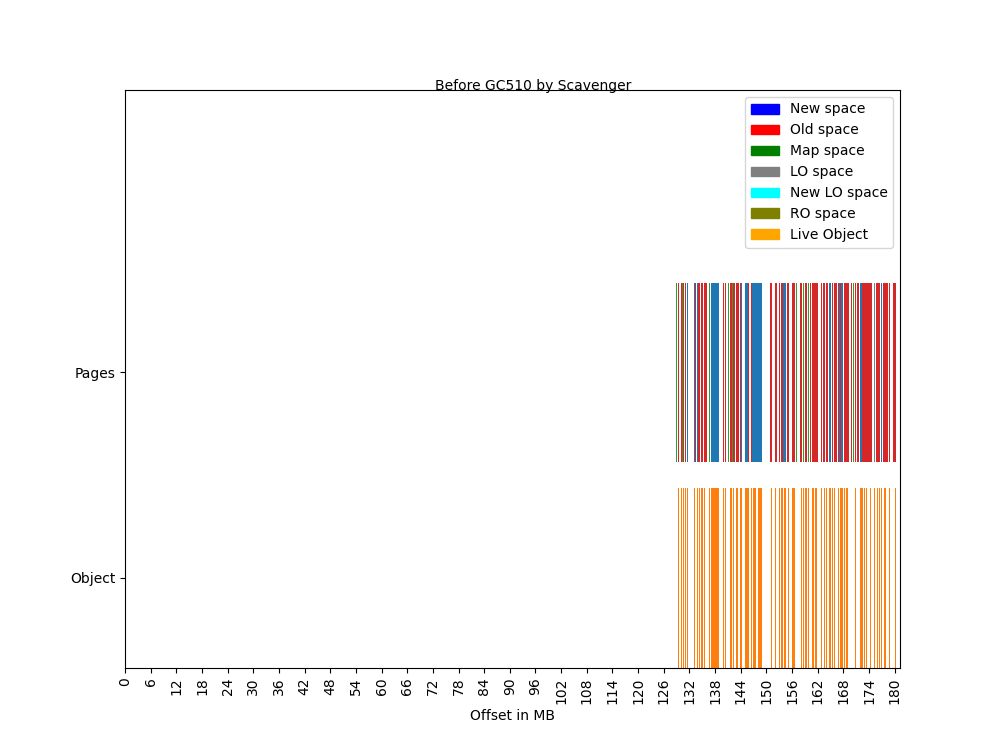 Before GC510 by Scavenger
New space
Old space
Map space
LO space
New LO space
RO space
Live Object
Pages
Object
0 6 12 18 24 30 36 42 48 54 60 66 72 78 84 90 96 102 108 114 120 126 132 138 144 150 156 162 168 174 180
Offset in MB